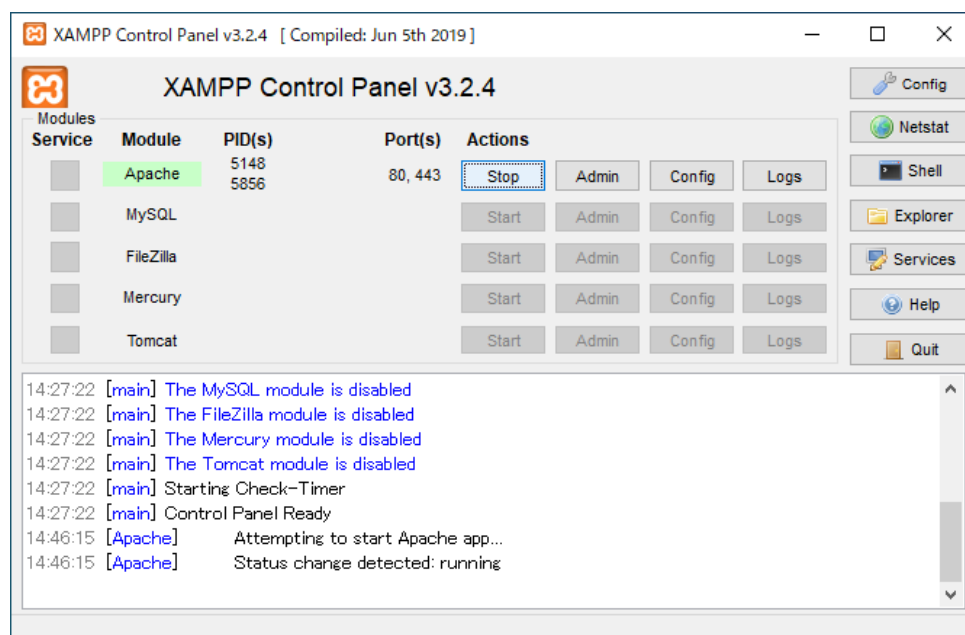 XAMPP Control Panel v3.2.4 [ Compiled: Jun 5th 2019 ]
XAMPP Control Panel v3.2.4
Config
Modules
Service Module PID(s) Port(s) Actions
Netstat
Apache 5148 5856 80, 443 Stop Admin Config Logs
Shell
MySQL Start Admin Config Logs
Explorer
FileZilla Start Admin Config Logs
Services
Mercury Start Admin Config Logs
Help
Tomcat Start Admin Config Logs
Quit
14:27:22 [main] The MySQL module is disabled
14:27:22 [main] The FileZilla module is disabled
14:27:22 [main] The Mercury module is disabled
14:27:22 [main] The Tomcat module is disabled
14:27:22 [main] Starting Check-Timer
14:27:22 [main] Control Panel Ready
14:46:15 [Apache] Attempting to start Apache app...
14:46:15 [Apache] Status change detected: running